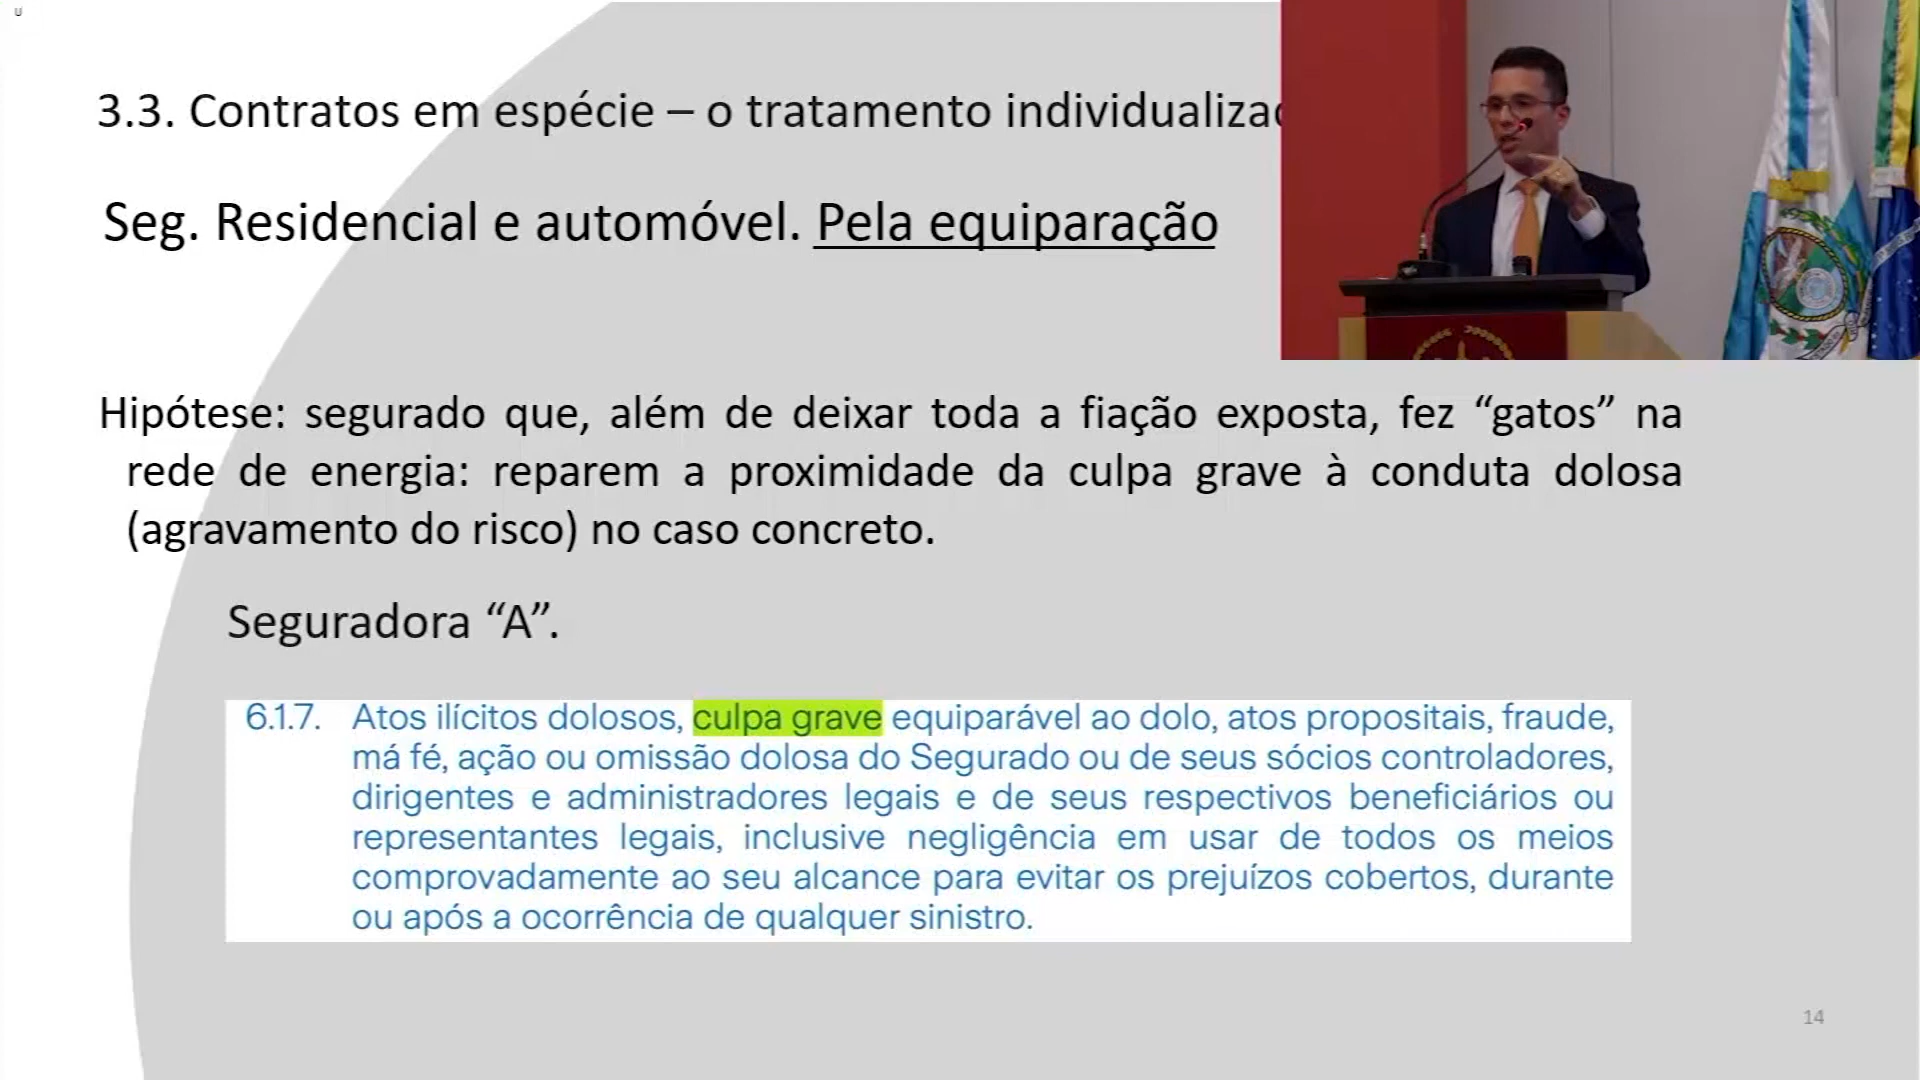 3.3. Contratos em espécie – o tratamento individualizac
Seg. Residencial e automóvel. Pela equiparação
Hipótese: segurado que, além de deixar toda a fiação exposta, fez “gatos” na
rede de energia: reparem a proximidade da culpa grave à conduta dolosa
(agravamento do risco) no caso concreto.
Seguradora “A”.
6.1.7. Atos ilícitos dolosos, culpa grave equiparável ao dolo, atos propositais, fraude,
má fé, ação ou omissão dolosa do Segurado ou de seus sócios controladores,
dirigentes e administradores legais e de seus respectivos beneficiários ou
representantes legais, inclusive negligência em usar de todos os meios
comprovadamente ao seu alcance para evitar os prejuízos cobertos, durante
ou após a ocorrência de qualquer sinistro.
14